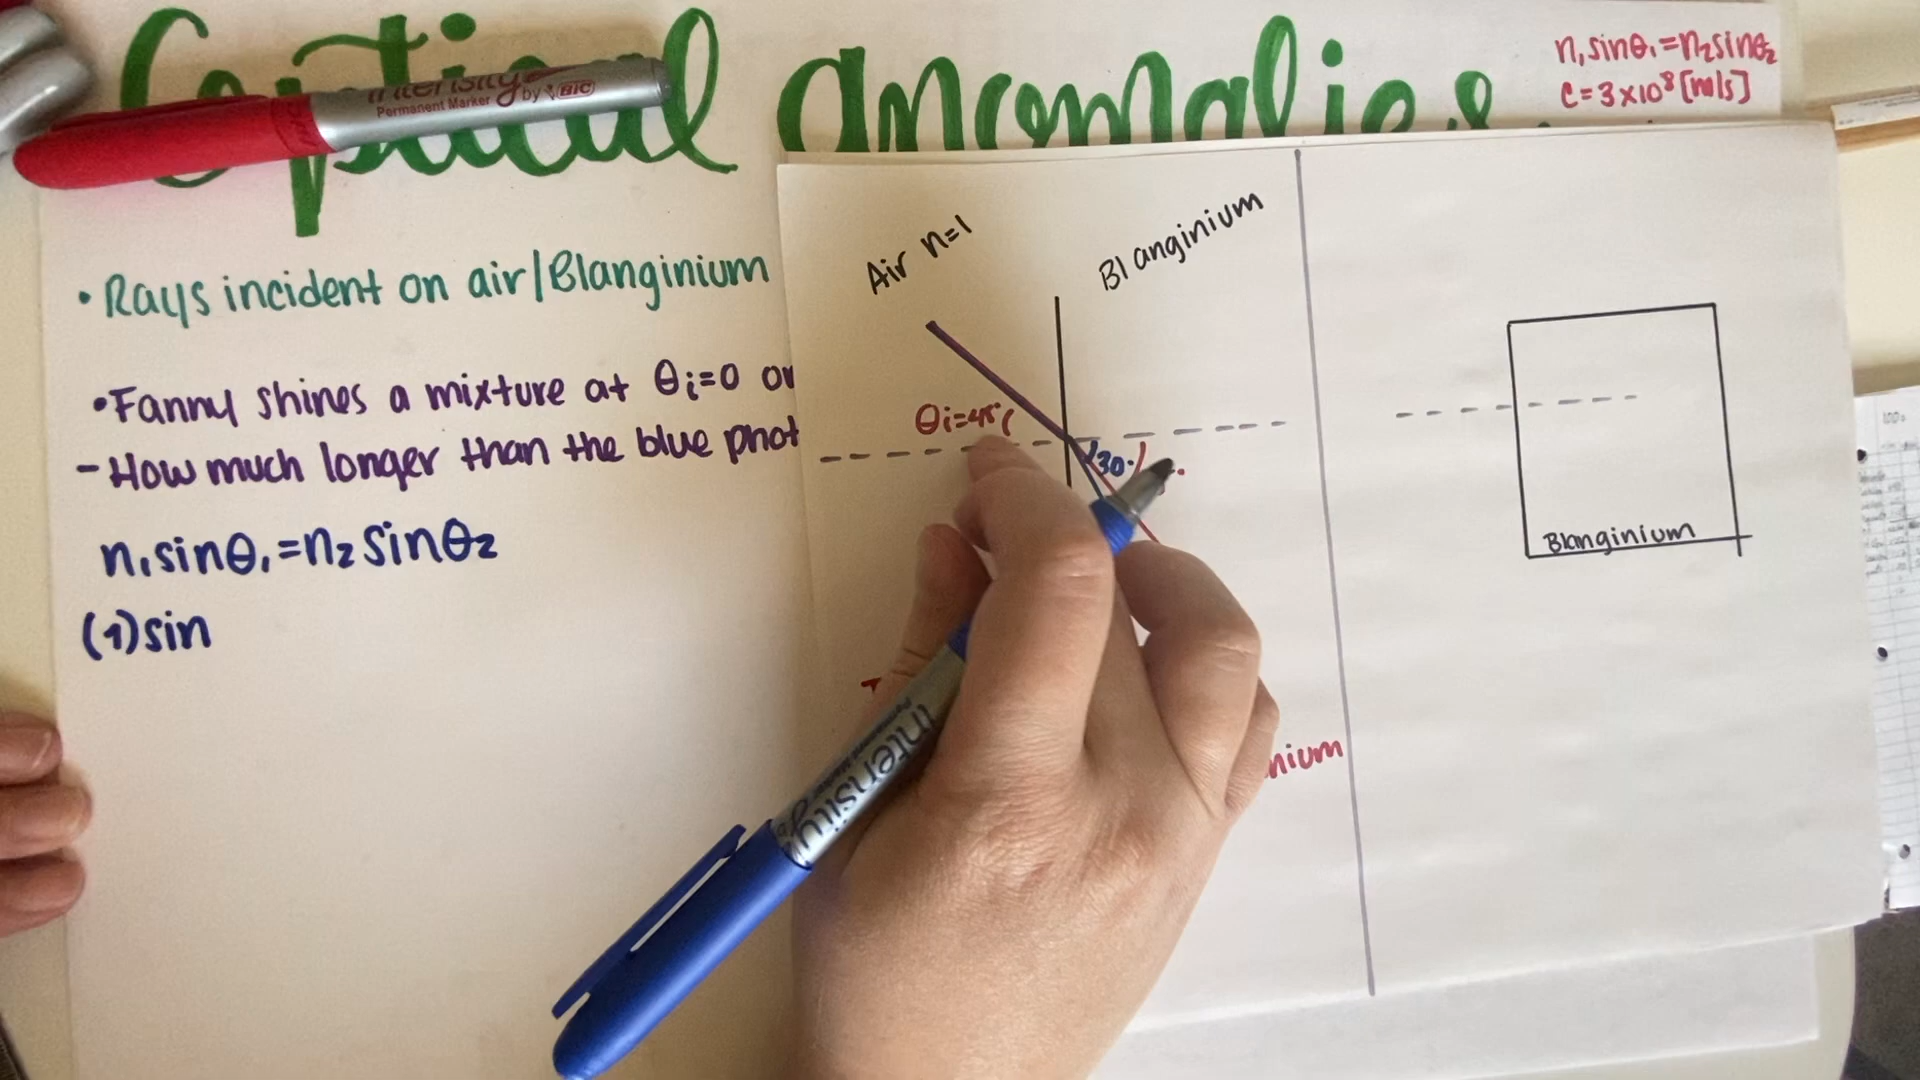 Optical anomalies
n₁sinθ₁=n₂sinθ₂
c=3×10⁸[m/s]
Intensity by BIC
Permanent Marker
•Rays incident on air/Blanginium
•Fanny shines a mixture at θi=0 or
-How much longer than the blue phot
n₁sinθ₁=n₂sinθ₂
(1)sin
Air n=1
Blanginium
θi=45°
30°
nium
Blanginium
Intensity